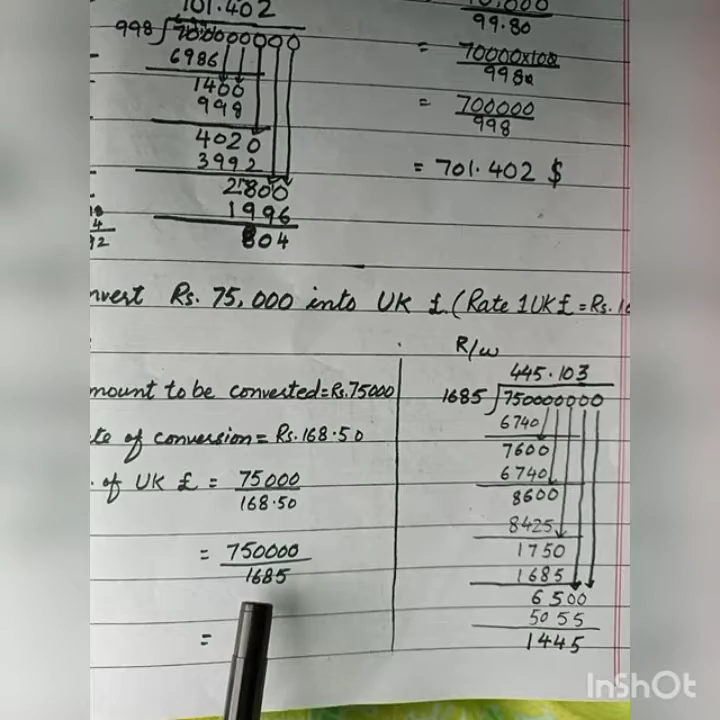 101.402
998 ) 70000000
6986
1400
998
4020
3992
2800
1996
804
92
99.80
= 70000x100
998
= 700000
998
= 701.402 $
nvert Rs. 75,000 into UK £. (Rate 1UK£ = Rs. 16
mount to be converted = Rs.75000
te of conversion = Rs.168.50
. of UK £ = 75000
168.50
= 750000
1685
=
R/w
445.103
1685 ) 750000000
6740
7600
6740
8600
8425
1750
1685
6500
5055
1445
InShOt